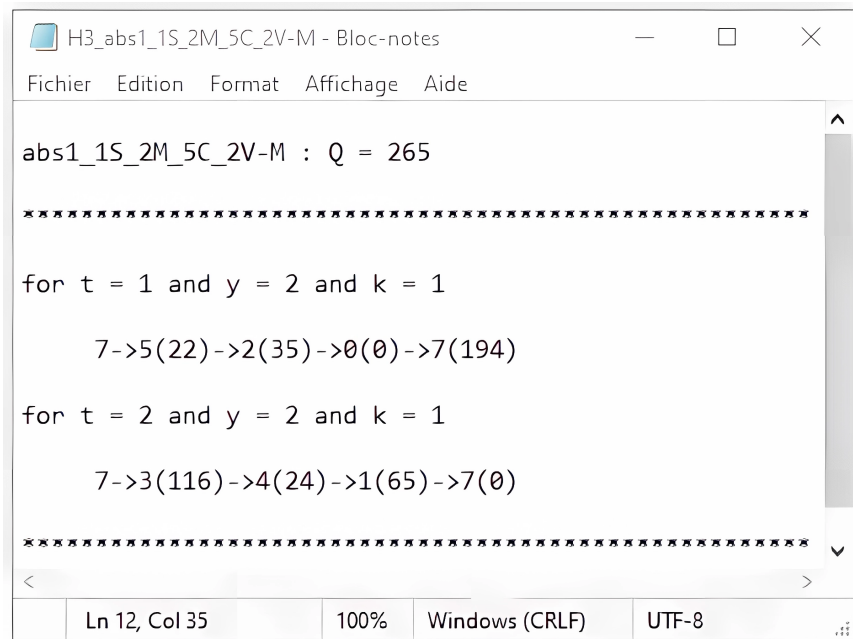 H3_abs1_1S_2M_5C_2V-M - Bloc-notes
Fichier Edition Format Affichage Aide
abs1_1S_2M_5C_2V-M : Q = 265
******************************************************
for t = 1 and y = 2 and k = 1
7->5(22)->2(35)->0(0)->7(194)
for t = 2 and y = 2 and k = 1
7->3(116)->4(24)->1(65)->7(0)
******************************************************
Ln 12, Col 35 100% Windows (CRLF) UTF-8